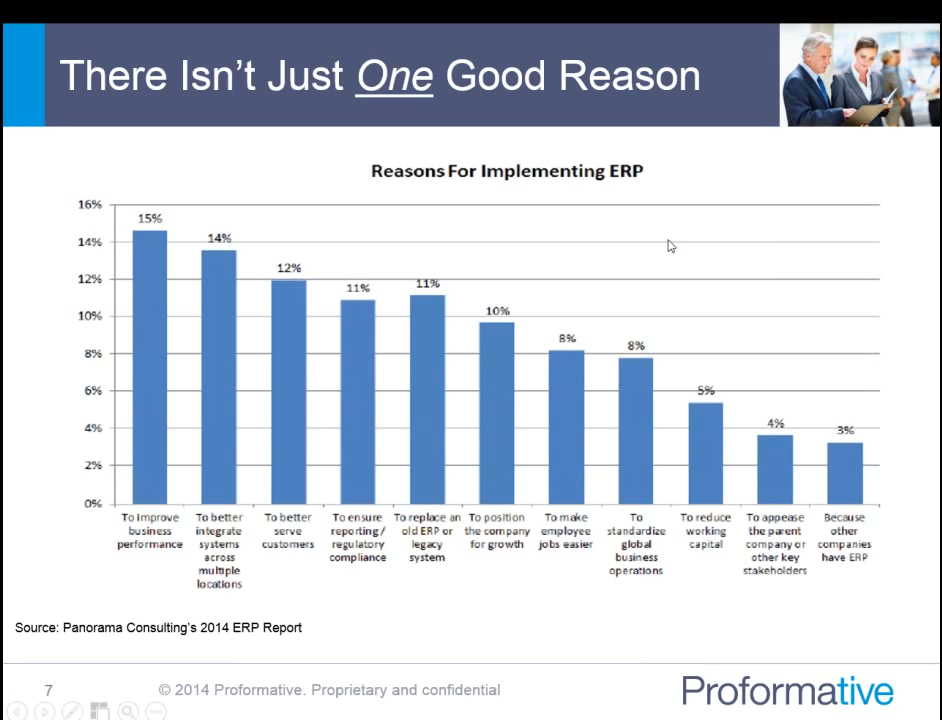 There Isn't Just One Good Reason
Reasons For Implementing ERP
16%
14%
12%
10%
8%
6%
4%
2%
0%
15%
14%
12%
11%
11%
10%
8%
8%
5%
4%
3%
To improve
business
performance
To better
integrate
systems
across
multiple
locations
To better
serve
customers
To ensure
reporting /
regulatory
compliance
To replace an
old ERP or
legacy
system
To position
the company
for growth
To make
employee
jobs easier
To
standardize
global
business
operations
To reduce
working
capital
To appease
the parent
company or
other key
stakeholders
Because
other
companies
have ERP
Source: Panorama Consulting's 2014 ERP Report
7
© 2014 Proformative. Proprietary and confidential
Proformative